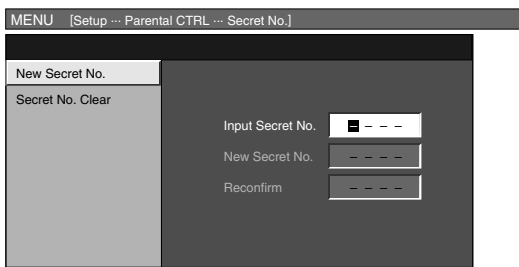 MENU [Setup ··· Parental CTRL ··· Secret No.]
New Secret No.
Secret No. Clear
Input Secret No. – – – –
New Secret No. – – – –
Reconfirm – – – –